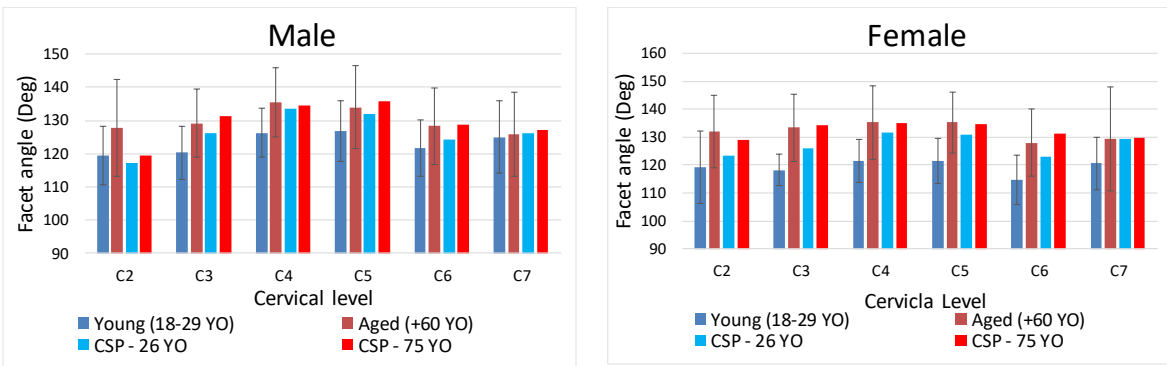 Male
Facet angle (Deg)
150
140
130
120
110
100
90
C2 C3 C4 C5 C6 C7
Cervical level
Young (18-29 YO) Aged (+60 YO)
CSP - 26 YO CSP - 75 YO
Female
Facet angle (Deg)
160
150
140
130
120
110
100
90
C2 C3 C4 C5 C6 C7
Cervicla Level
Young (18-29 YO) Aged (+60 YO)
CSP - 26 YO CSP - 75 YO